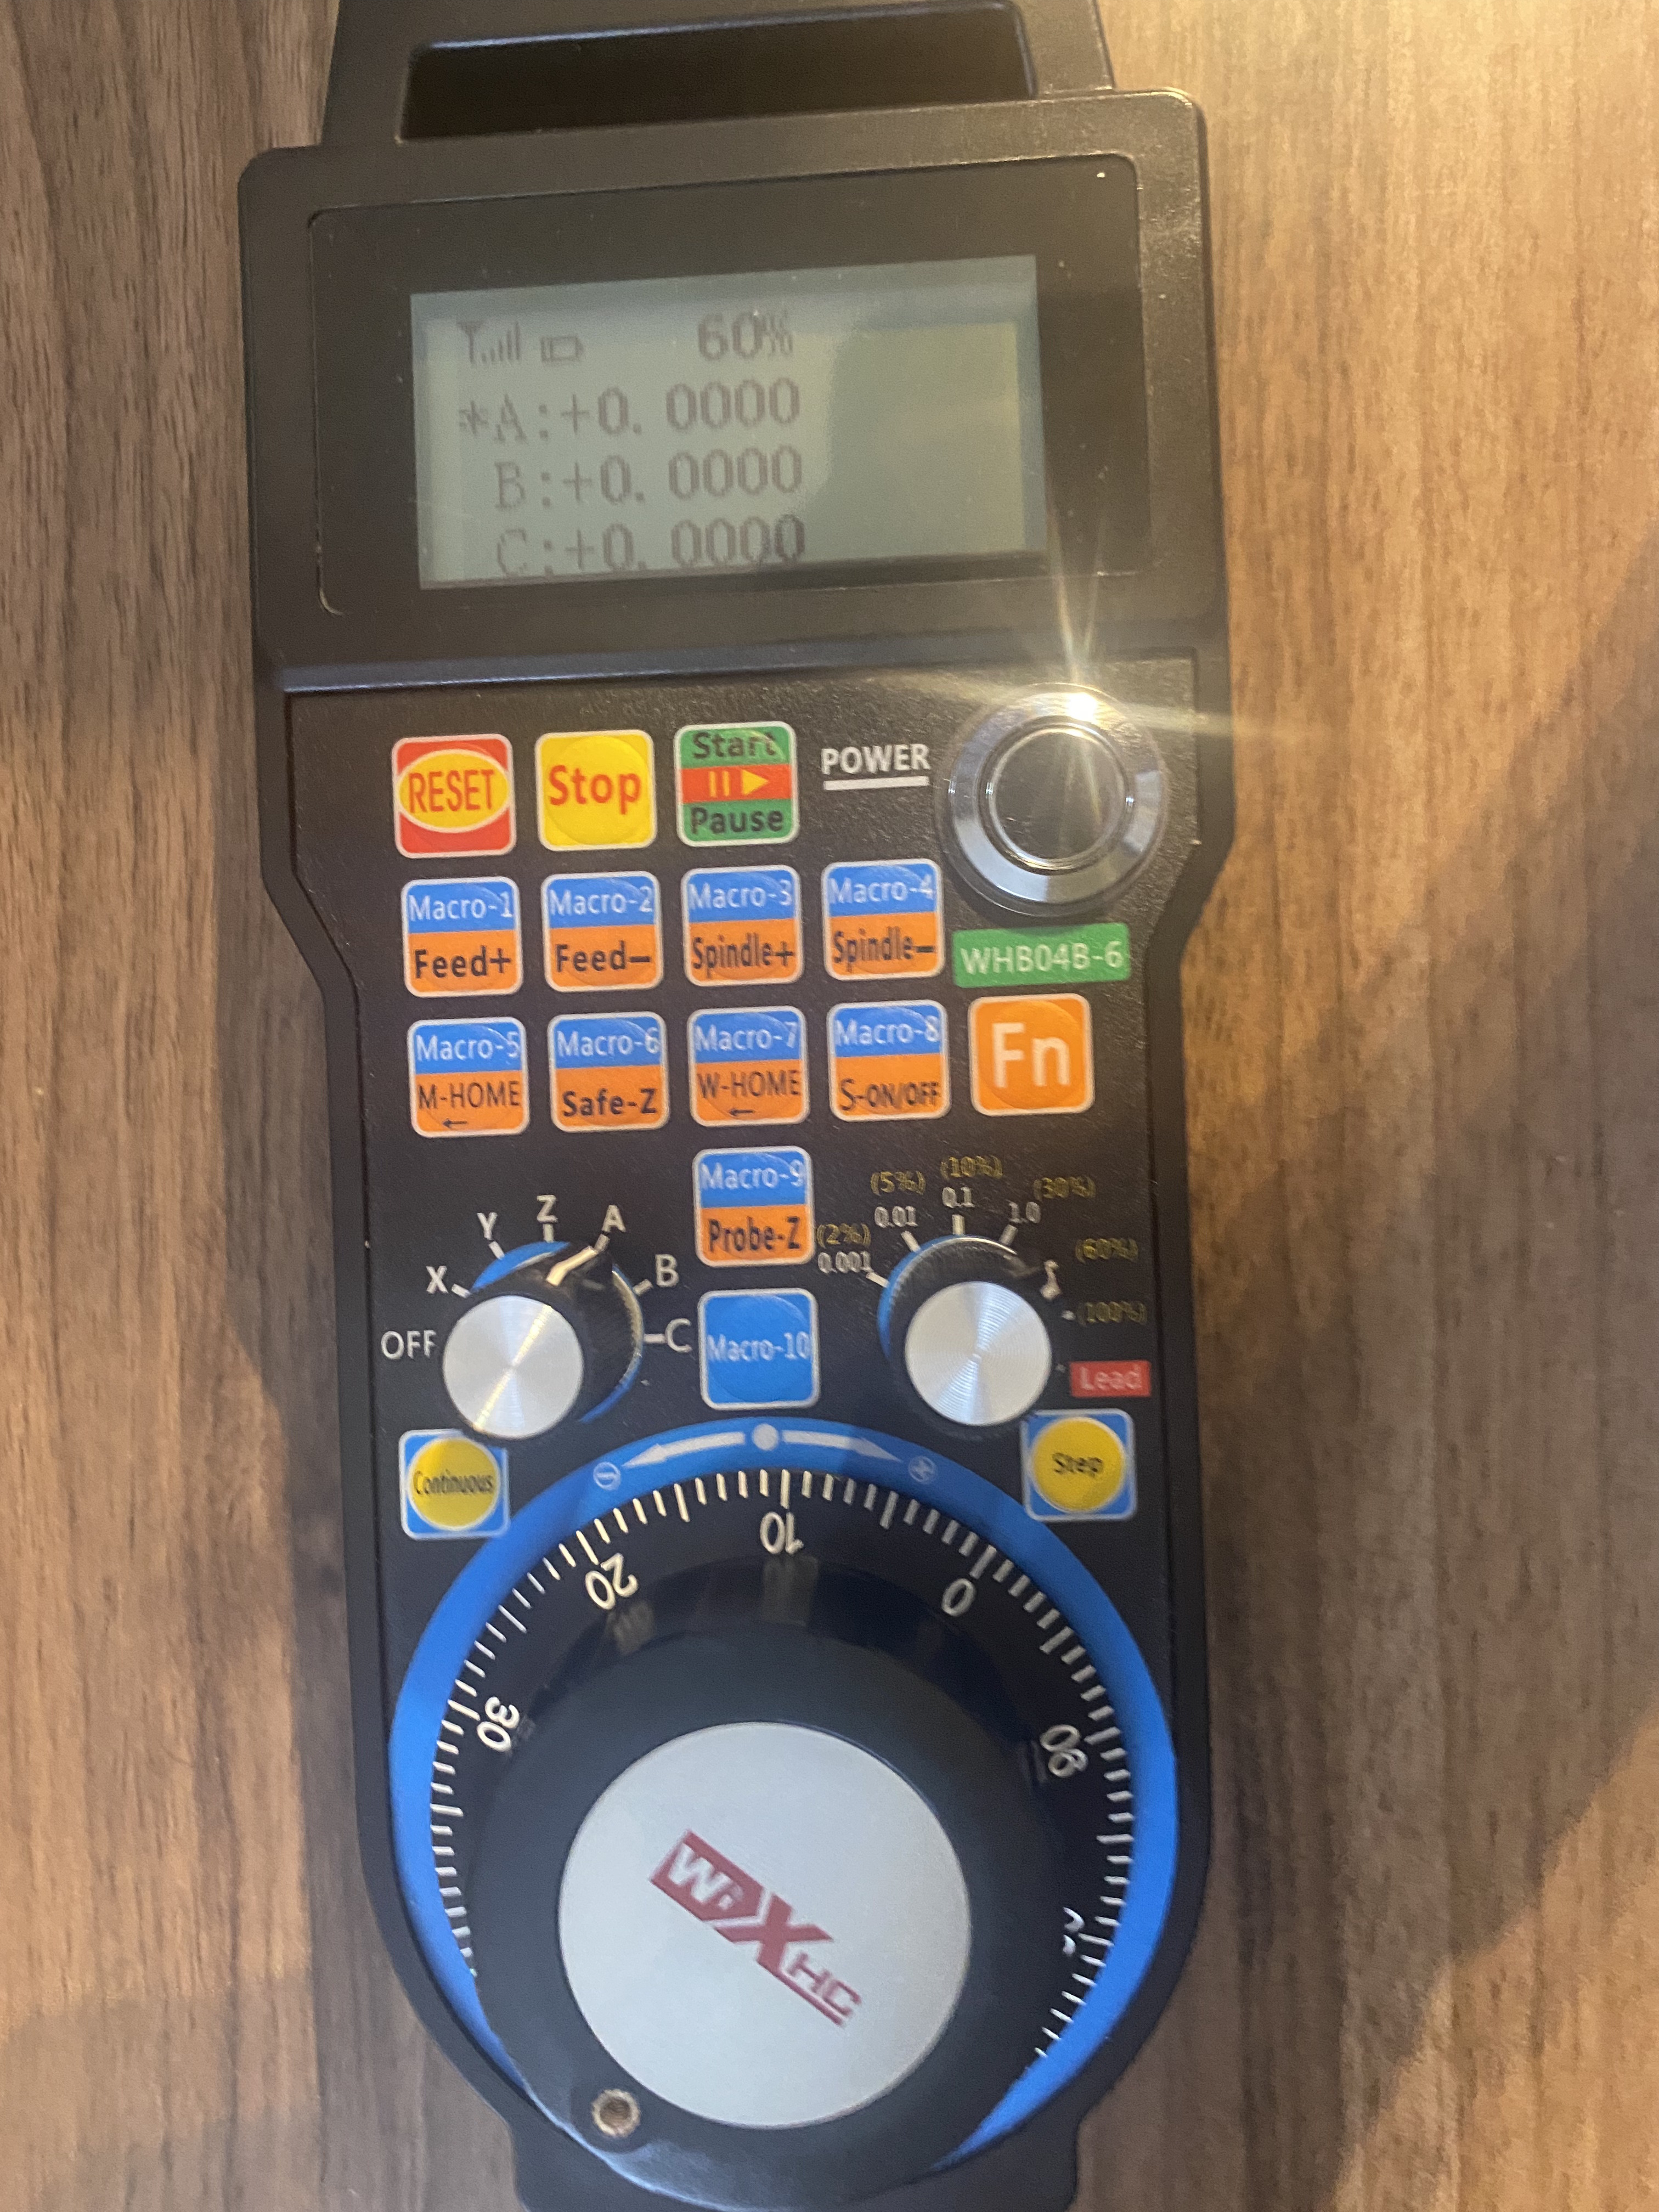 60%
*A:+0. 0000
B:+0. 0000
C:+0. 0000
RESET
Stop
Start
Pause
POWER
Macro-1
Feed+
Macro-2
Feed−
Macro-3
Spindle+
Macro-4
Spindle−
WHB04B-6
Macro-5
M-HOME
Macro-6
Safe-Z
Macro-7
W-HOME
Macro-8
S-ON/OFF
Fn
OFF
X
Y
Z
A
B
C
Macro-9
Probe-Z
Macro-10
(2%)
0.001
(5%)
0.01
(10%)
0.1
(30%)
1.0
(60%)
(100%)
Lead
Continuous
Step
30
20
10
0
90
XHC